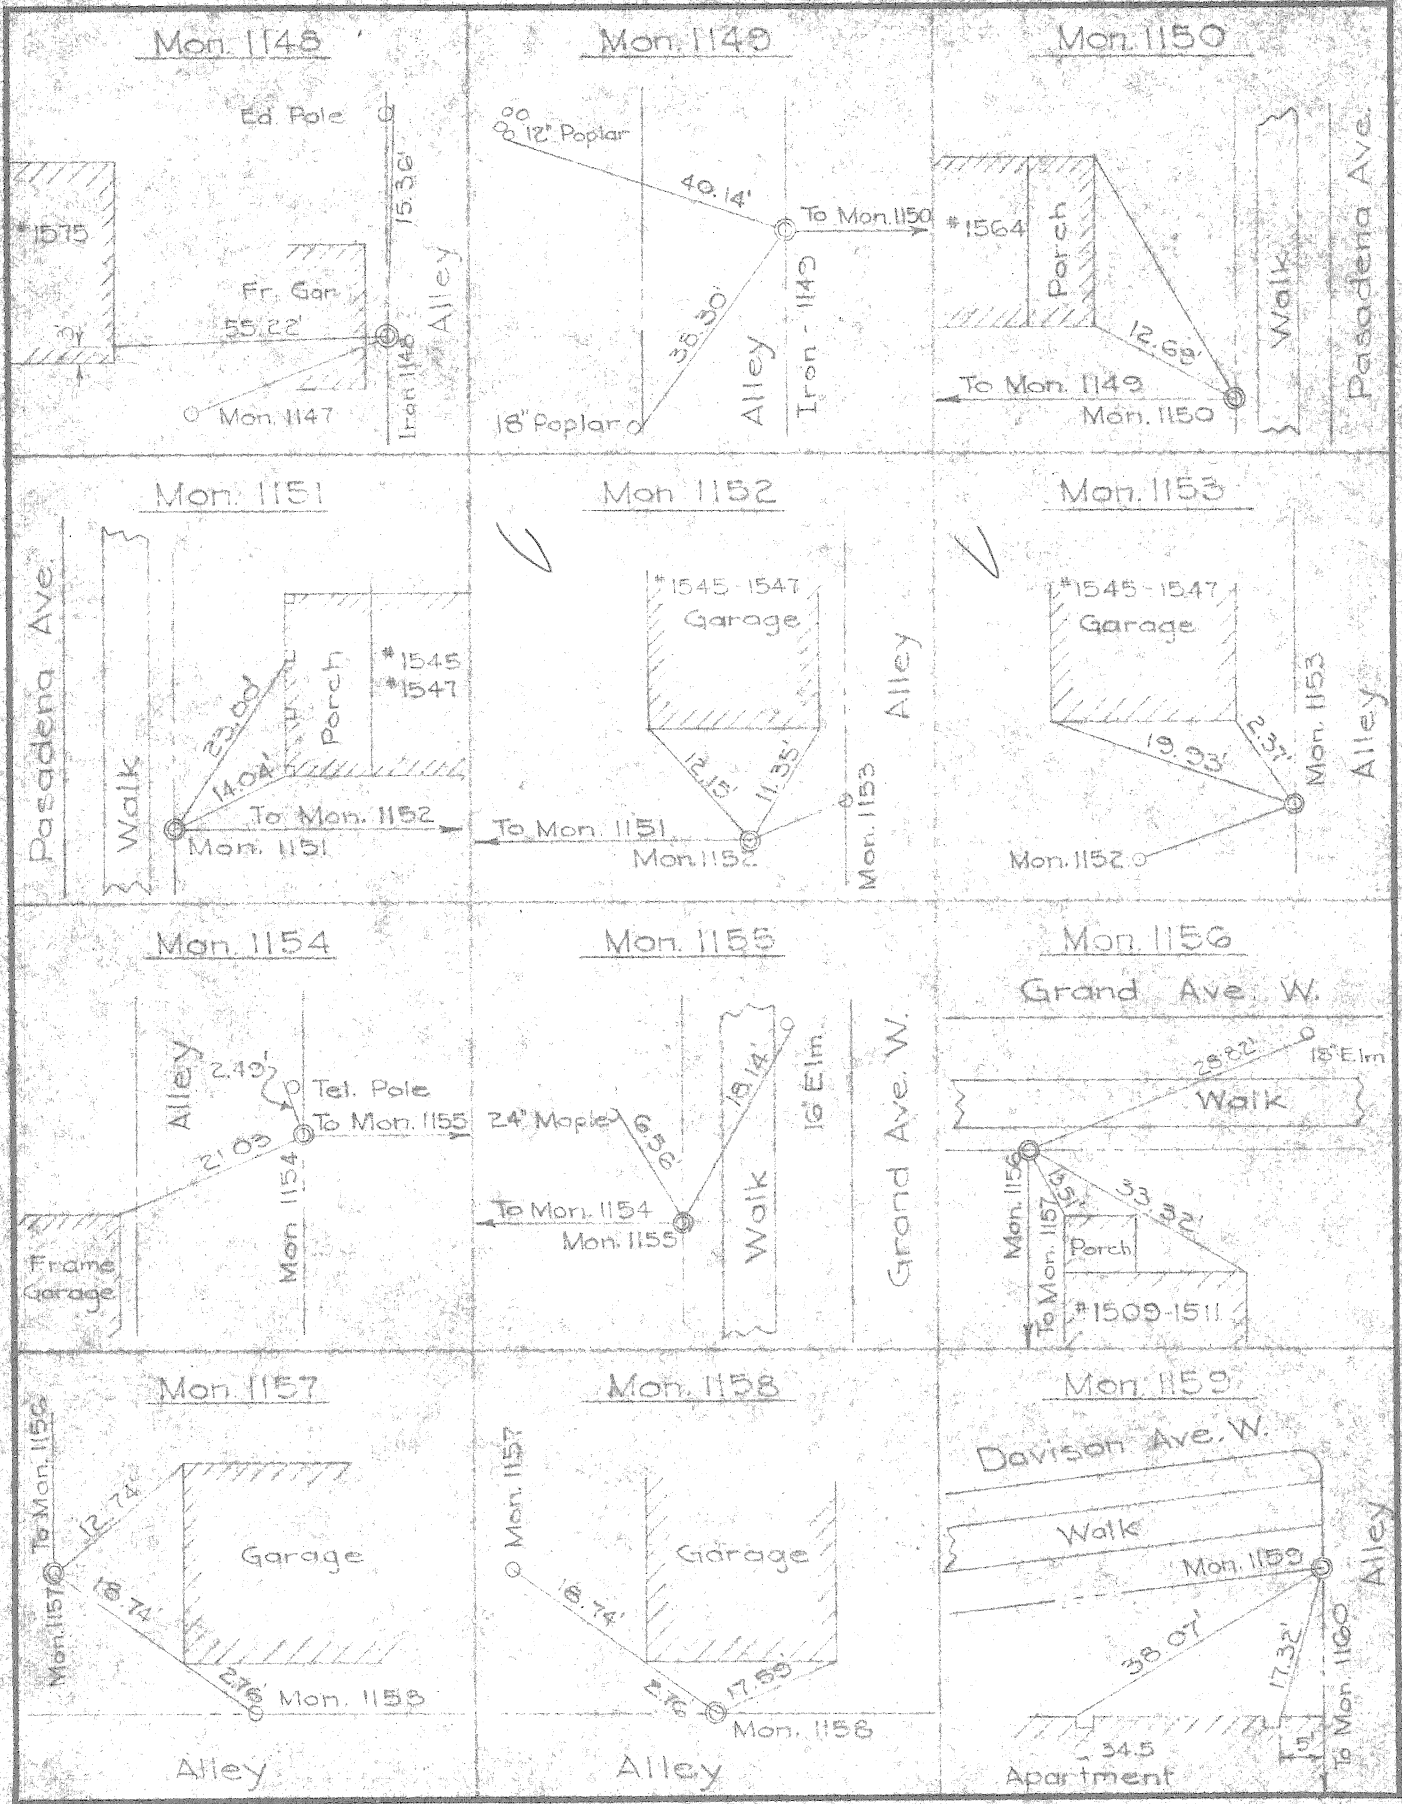 Mon. 1148
Ed. Pole
15.36'
#1575
Fr. Gar.
55.22'
Alley
Mon. 1147
Iron 1148
Mon. 1149
12" Poplar
40.14'
To Mon. 1150
38.30'
Alley
Iron - 1149
18" Poplar
Mon. 1150
#1564
Porch
Walk
Pasadena Ave.
12.69'
To Mon. 1149
Mon. 1150
Mon. 1151
Pasadena Ave.
Walk
Porch
#1545
#1547
14.04'
To Mon. 1152
Mon. 1151
Mon 1152
#1545-1547
Garage
Alley
12.15'
11.35'
To Mon. 1151
Mon. 1152
Mon. 1153
Mon. 1153
#1545-1547
Garage
19.93'
2.37'
Mon. 1153
Alley
Mon. 1152
Mon. 1154
Alley
2.49'
Tel. Pole
To Mon. 1155
21.03
Mon 1154
Frame
Garage
Mon. 1155
24" Maple
6.56'
18.14'
16" Elm
Grand Ave. W.
To Mon. 1154
Mon. 1155
Walk
Mon. 1156
Grand Ave. W.
28.82'
18" Elm
Walk
Mon. 1156
To Mon. 1157
13.51'
33.32'
Porch
#1509-1511
Mon. 1157
To Mon. 1156
12.74'
Garage
Mon. 1157
18.74'
2.76'
Mon. 1158
Alley
Mon. 1158
Mon. 1157
Garage
18.74'
2.76'
17.59'
Mon. 1158
Alley
Mon. 1159
Davison Ave. W.
Walk
Mon. 1159
Alley
38.07'
17.32'
To Mon. 1160
34.5
Apartment